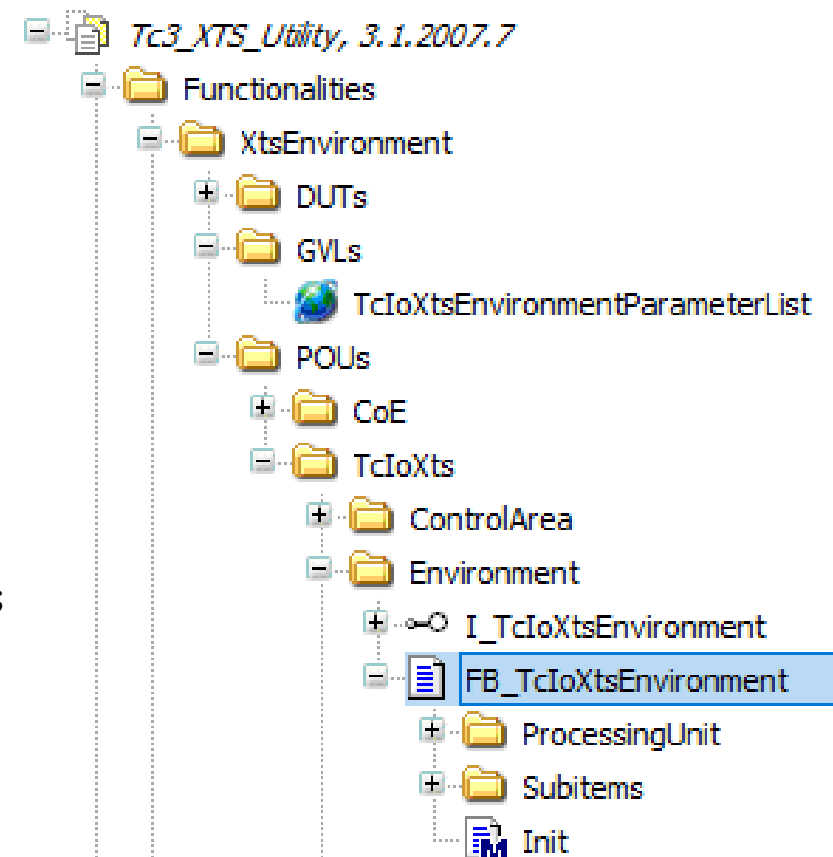 Tc3_XTS_Utility, 3.1.2007.7
Functionalities
XtsEnvironment
DUTs
GVLs
TcIoXtsEnvironmentParameterList
POUs
CoE
TcIoXts
ControlArea
Environment
I_TcIoXtsEnvironment
FB_TcIoXtsEnvironment
ProcessingUnit
Subitems
Init